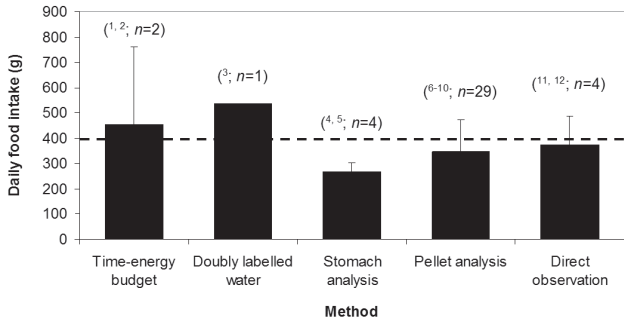 900
800
700
600
500
400
300
200
100
0
Daily food intake (g)
(1, 2; n=2)
(3; n=1)
(4, 5; n=4)
(6-10; n=29)
(11, 12; n=4)
Time-energy budget
Doubly labelled water
Stomach analysis
Pellet analysis
Direct observation
Method